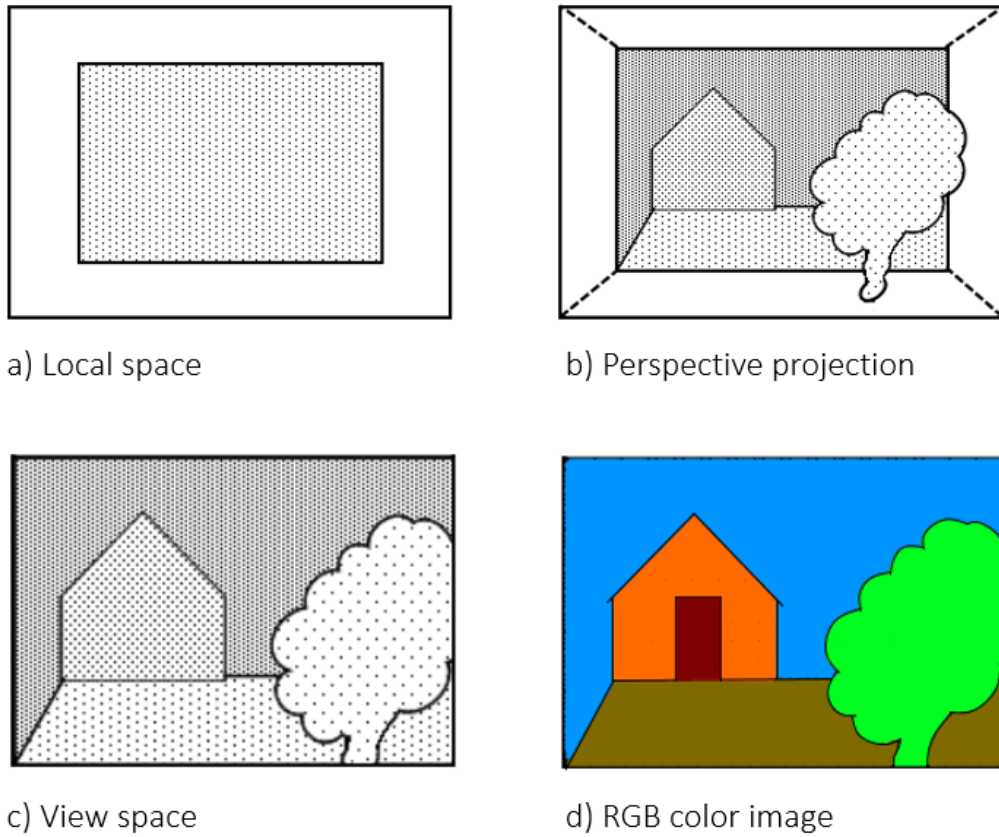 a) Local space
b) Perspective projection
c) View space
d) RGB color image